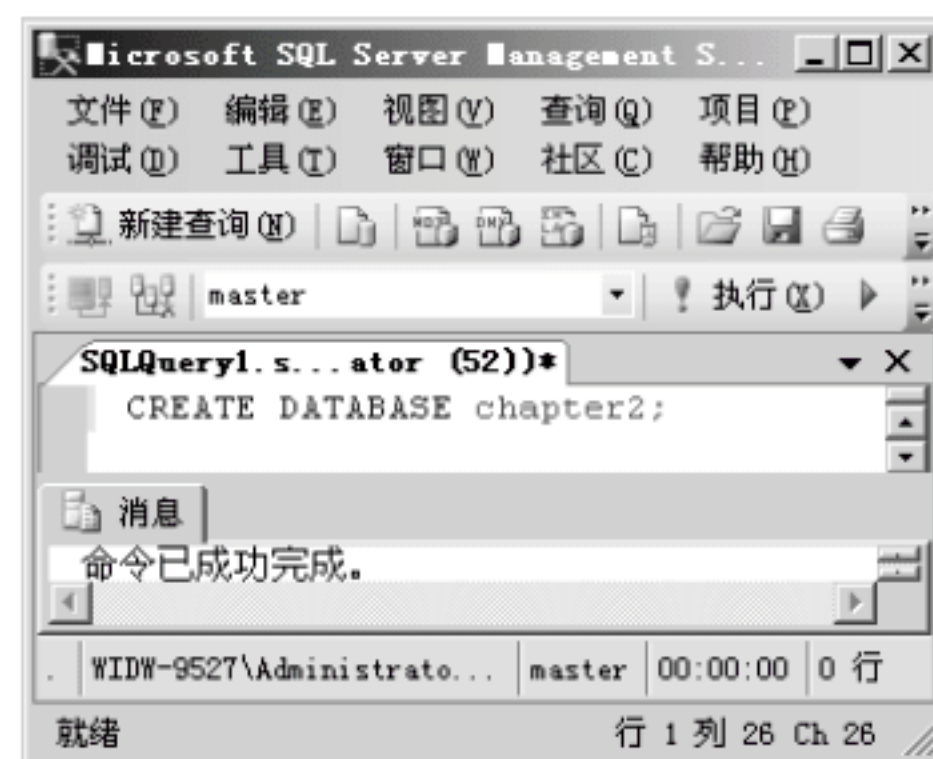 Microsoft SQL Server Management S...
文件(F) 编辑(E) 视图(V) 查询(Q) 项目(P)
调试(D) 工具(T) 窗口(W) 社区(C) 帮助(H)
新建查询(N)
master 执行(X)
SQLQuery1.s...ator (52))*
CREATE DATABASE chapter2;
消息
命令已成功完成。
. WIDW-9527\Administrato... master 00:00:00 0 行
就绪 行 1 列 26 Ch 26